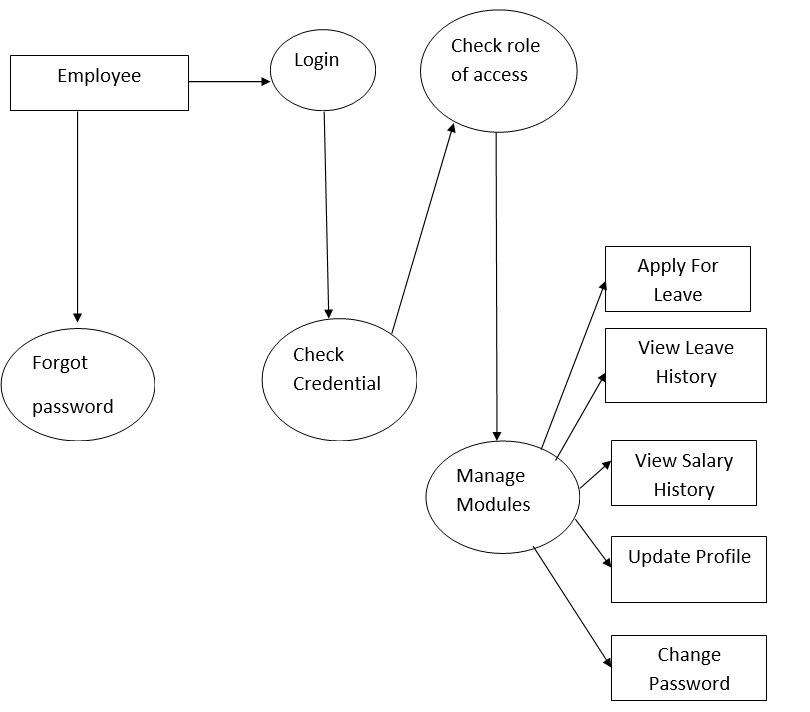 Employee
Login
Check role
of access
Forgot
password
Check
Credential
Manage
Modules
Apply For
Leave
View Leave
History
View Salary
History
Update Profile
Change
Password